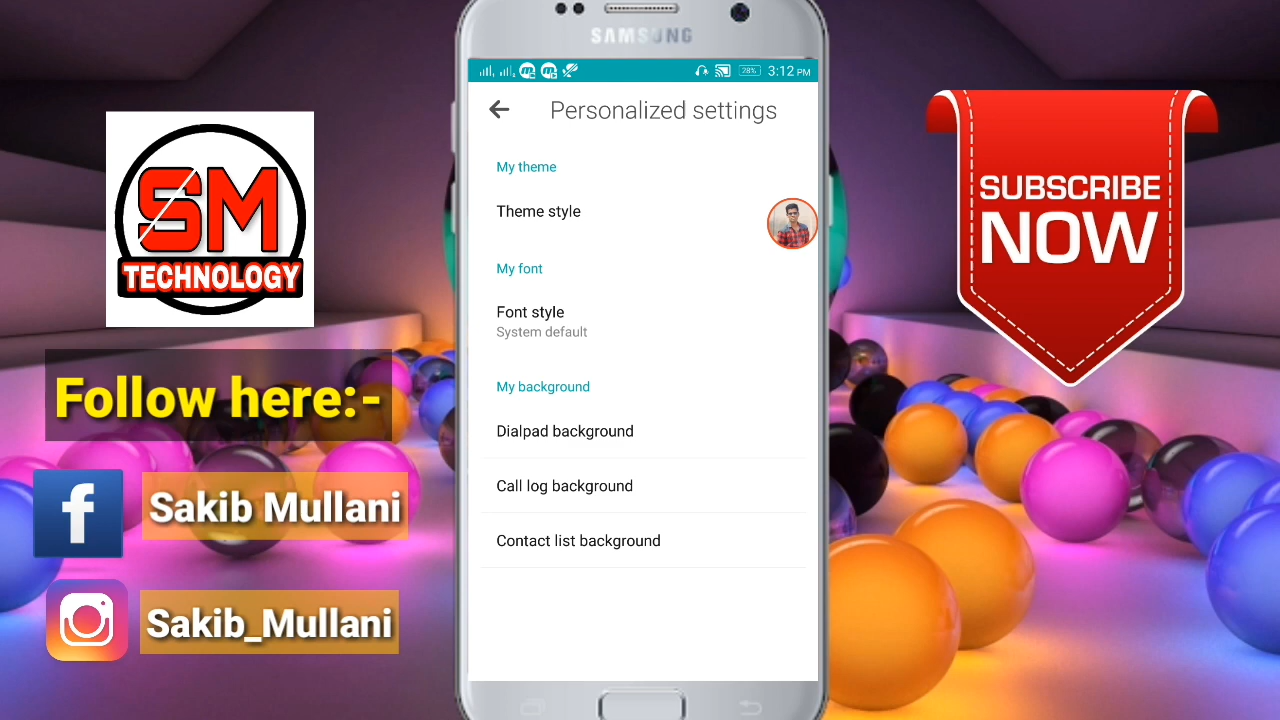 SAMSUNG
28%
3:12 PM
Personalized settings
My theme
Theme style
My font
Font style
System default
My background
Dialpad background
Call log background
Contact list background
SM
TECHNOLOGY
Follow here:-
f
Sakib Mullani
Sakib_Mullani
SUBSCRIBE
NOW